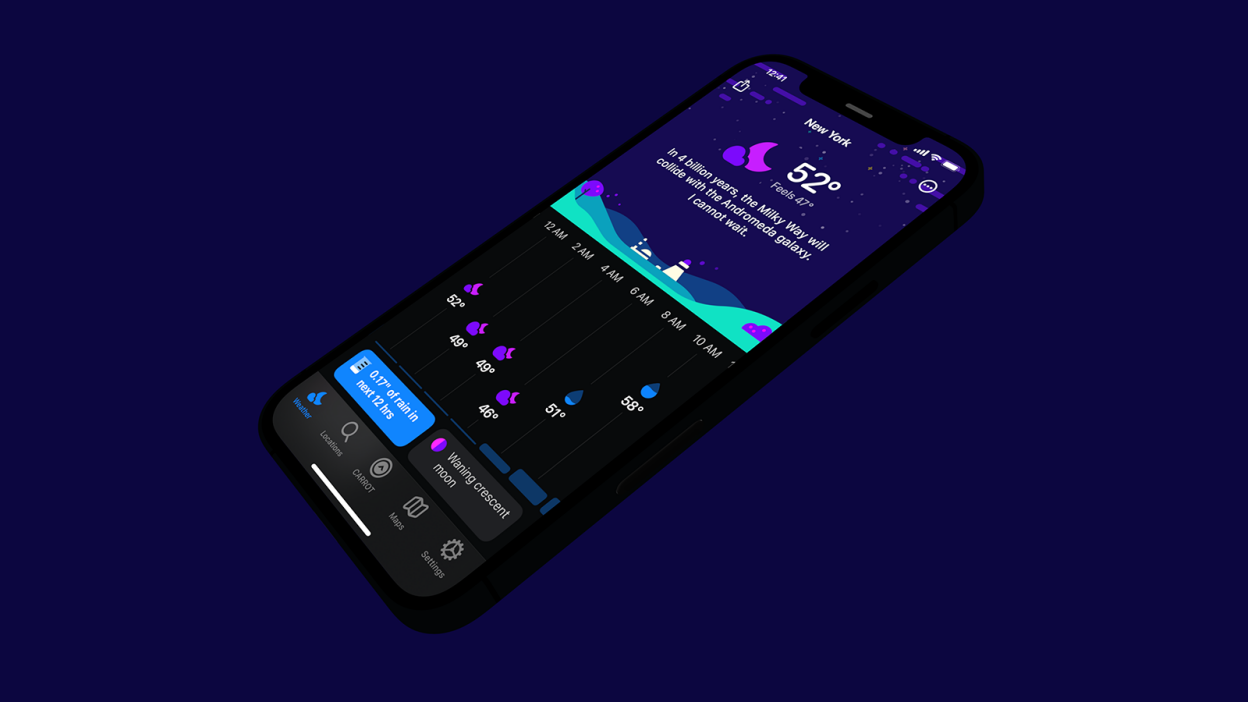 12:41
New York
52°
Feels 47°
In 4 billion years, the Milky Way will
collide with the Andromeda galaxy.
I cannot wait.
12 AM
2 AM
4 AM
6 AM
8 AM
10 AM
52°
49°
49°
46°
51°
58°
0.17" of rain in
next 12 hrs
Waning crescent
moon
Weather
Locations
CARROT
Maps
Settings